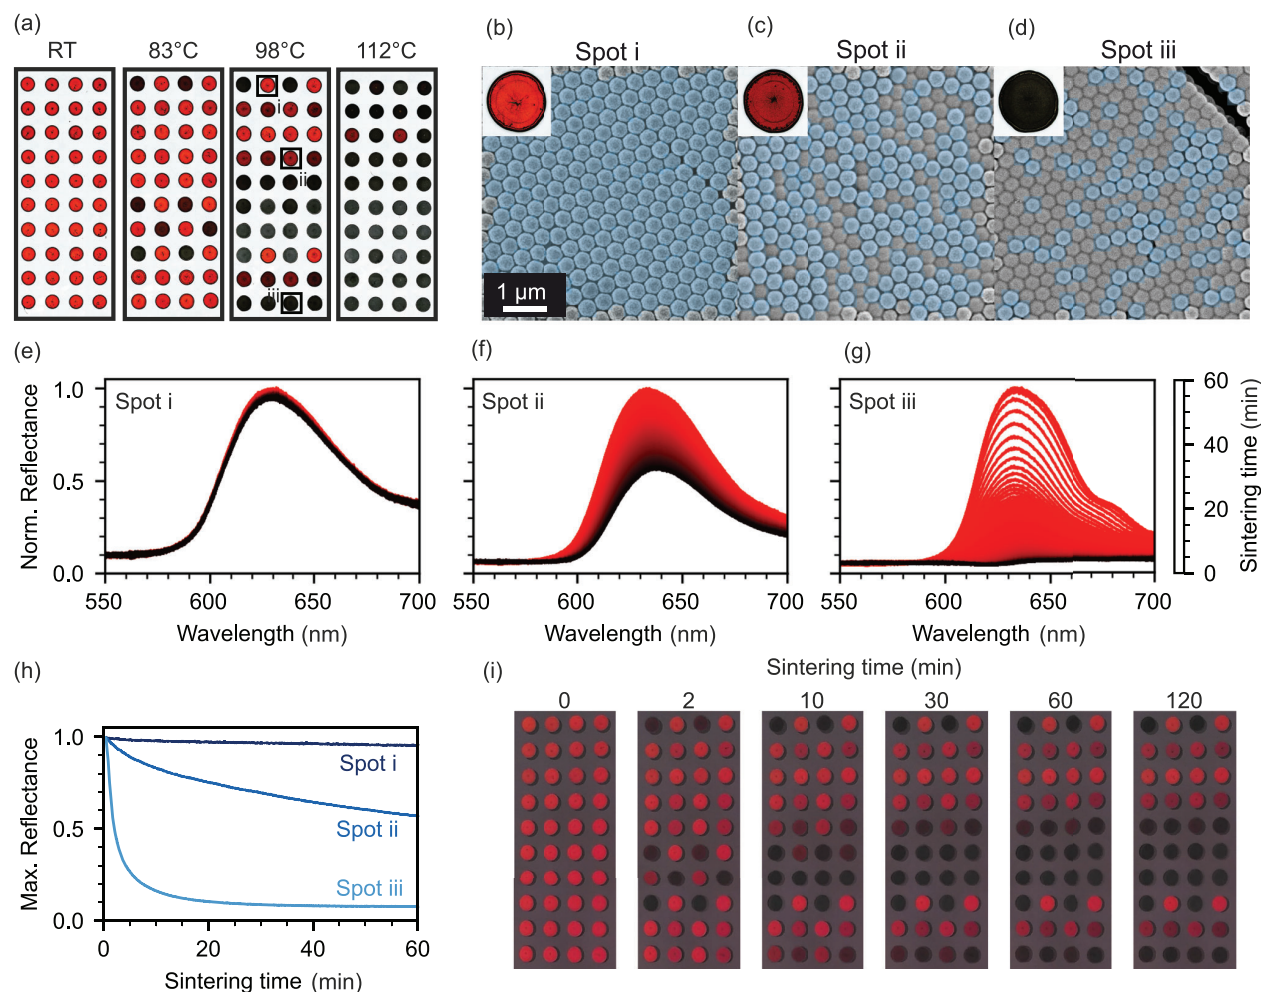 (a)
RT 83°C 98°C 112°C
i
ii
iii
(b) (c) (d)
Spot i Spot ii Spot iii
1 µm
(e) (f) (g)
Norm. Reflectance
1.0
0.5
0.0
Spot i
550 600 650 700
Wavelength (nm)
Spot ii
550 600 650 700
Wavelength (nm)
Spot iii
550 600 650 700
Wavelength (nm)
60
40
20
0
Sintering time (min)
(h)
Max. Reflectance
1.0
0.5
0.0
Spot i
Spot ii
Spot iii
0 20 40 60
Sintering time (min)
(i)
Sintering time (min)
0 2 10 30 60 120